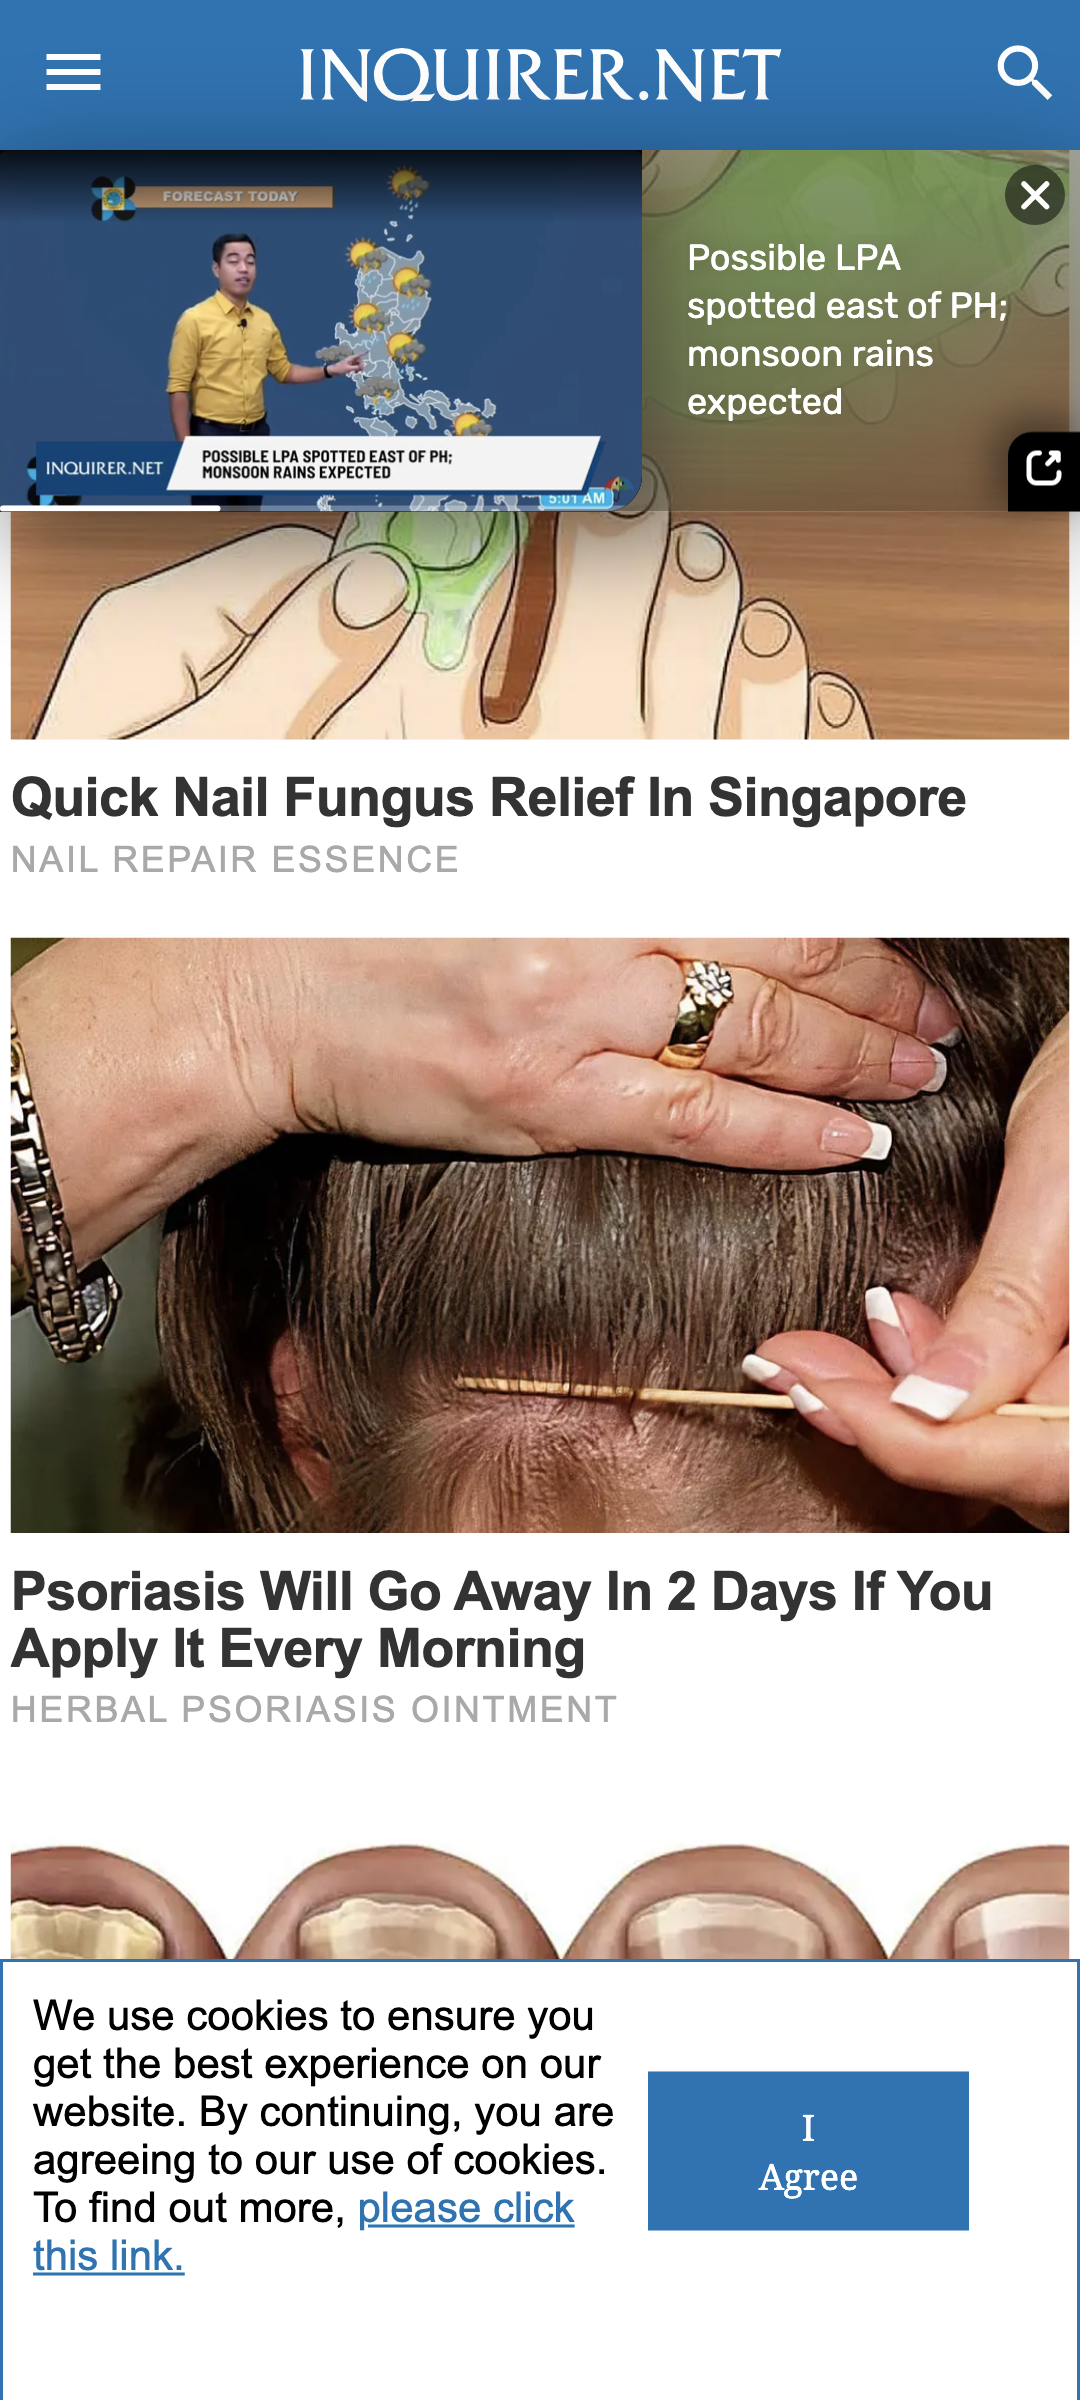 INQUIRER.NET
FORECAST TODAY
INQUIRER.NET
POSSIBLE LPA SPOTTED EAST OF PH;
MONSOON RAINS EXPECTED
5:01 AM
Possible LPA
spotted east of PH;
monsoon rains
expected
Quick Nail Fungus Relief In Singapore
NAIL REPAIR ESSENCE
Psoriasis Will Go Away In 2 Days If You
Apply It Every Morning
HERBAL PSORIASIS OINTMENT
We use cookies to ensure you
get the best experience on our
website. By continuing, you are
agreeing to our use of cookies.
To find out more, please click
this link.
I
Agree